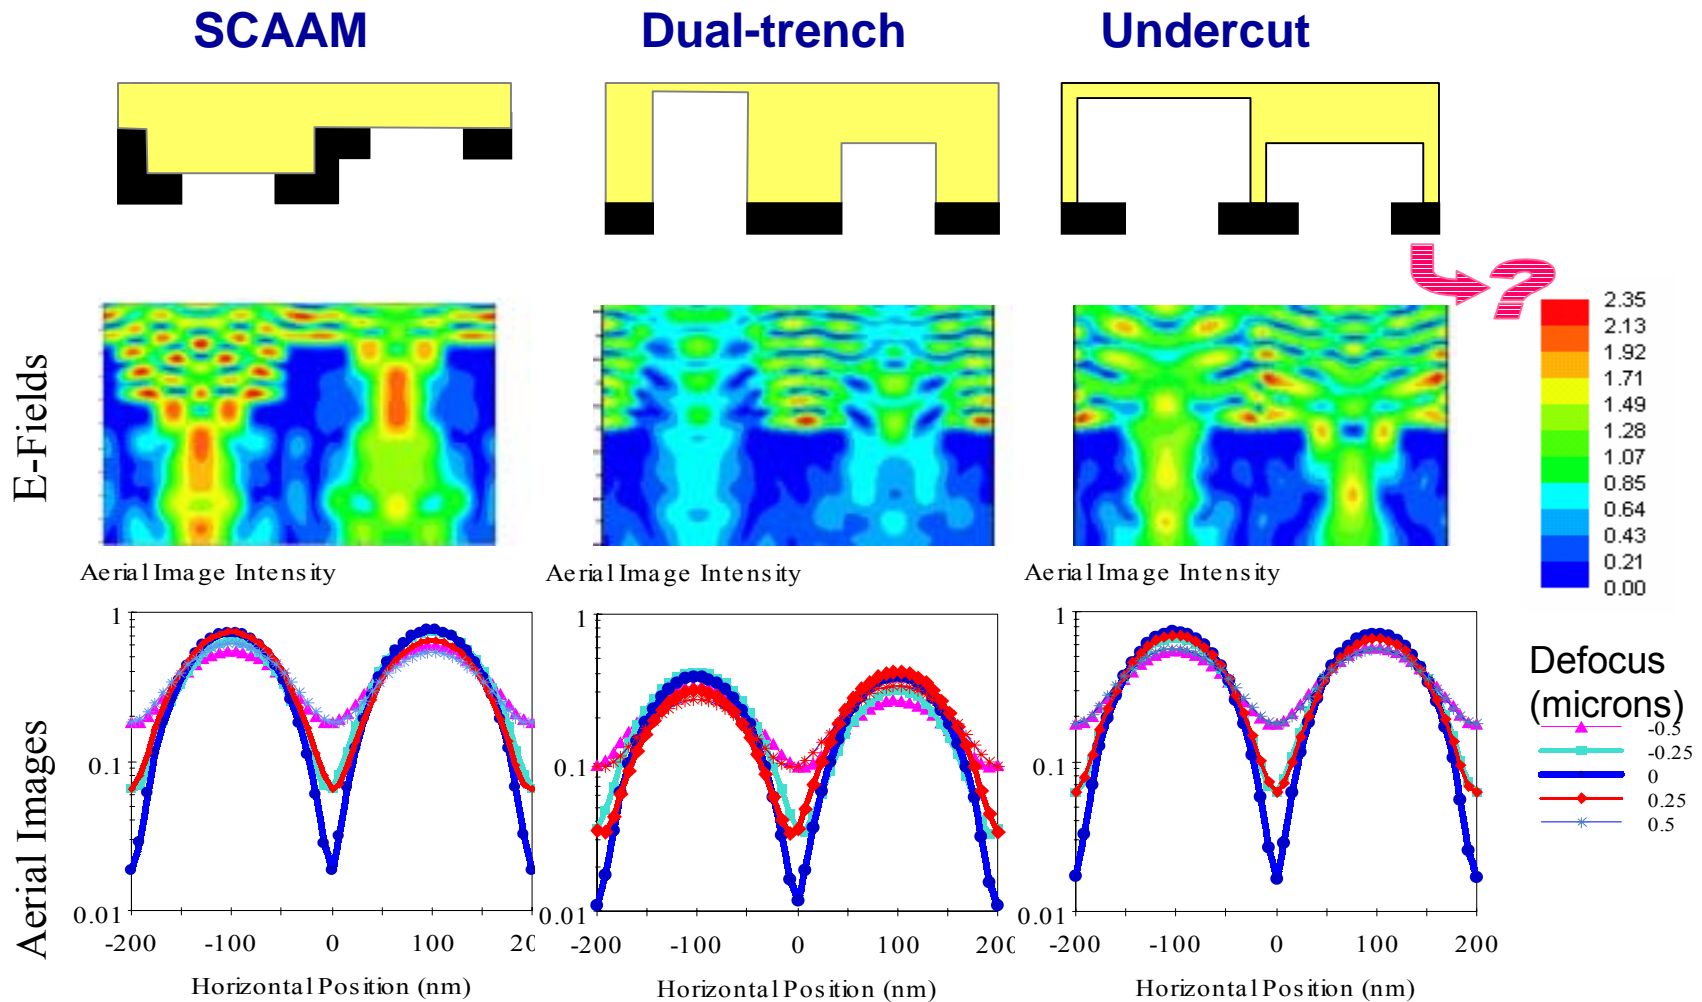 SCAAM
Dual-trench
Undercut
?
E-Fields
2.35
2.13
1.92
1.71
1.49
1.28
1.07
0.85
0.64
0.43
0.21
0.00
Aerial Image Intensity
Aerial Image Intensity
Aerial Image Intensity
Aerial Images
1
0.1
0.01
-200 -100 0 100 20
Horizontal Position (nm)
1
0.1
0.01
-200 -100 0 100 200
Horizontal Position (nm)
1
0.1
0.01
-200 -100 0 100 200
Horizontal Position (nm)
Defocus
(microns)
-0.5
-0.25
0
0.25
0.5